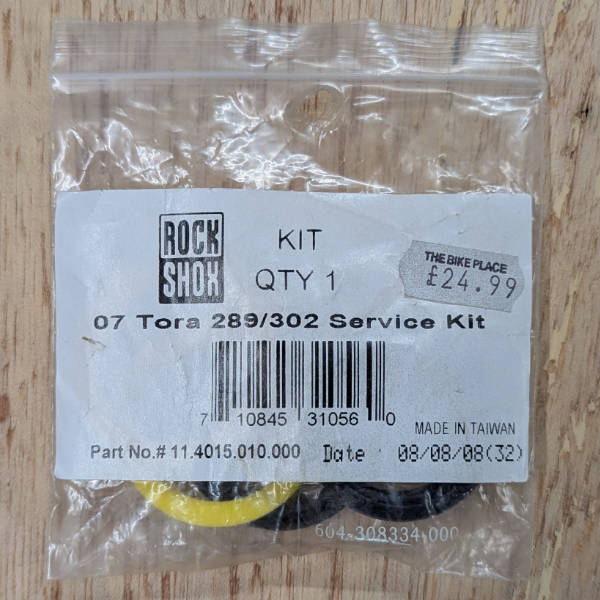 ROCK
SHOX
KIT
QTY 1
THE BIKE PLACE
£24.99
07 Tora 289/302 Service Kit
7 10845 31056 0
MADE IN TAIWAN
Part No.# 11.4015.010.000 Date : 08/08/08(32)
604-308334-000